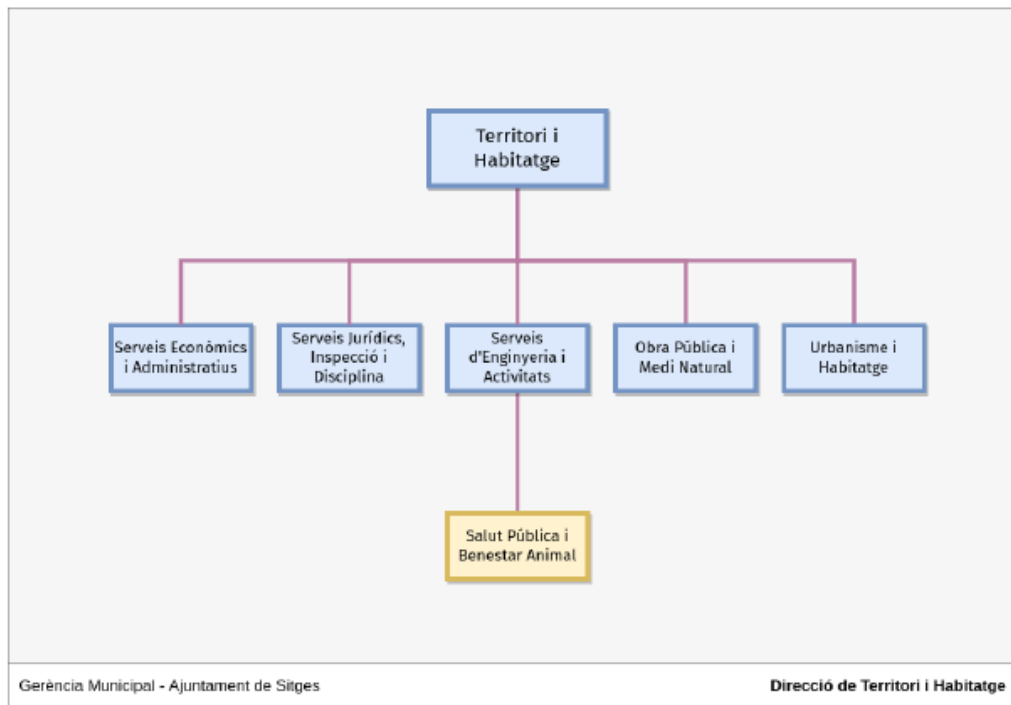 Territori i
Habitatge
Serveis Econòmics
i Administratius
Serveis Jurídics,
Inspecció i
Disciplina
Serveis
d'Enginyeria i
Activitats
Obra Pública i
Medi Natural
Urbanisme i
Habitatge
Salut Pública i
Benestar Animal
Gerència Municipal - Ajuntament de Sitges
Direcció de Territori i Habitatge